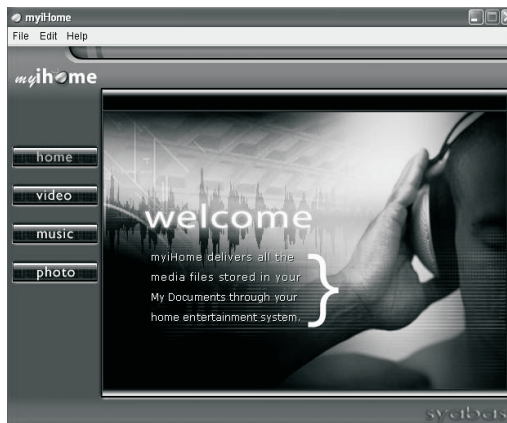 myiHome
File Edit Help
myihome
home
video
music
photo
welcome
myiHome delivers all the
media files stored in your
My Documents through your
home entertainment system.
syabas